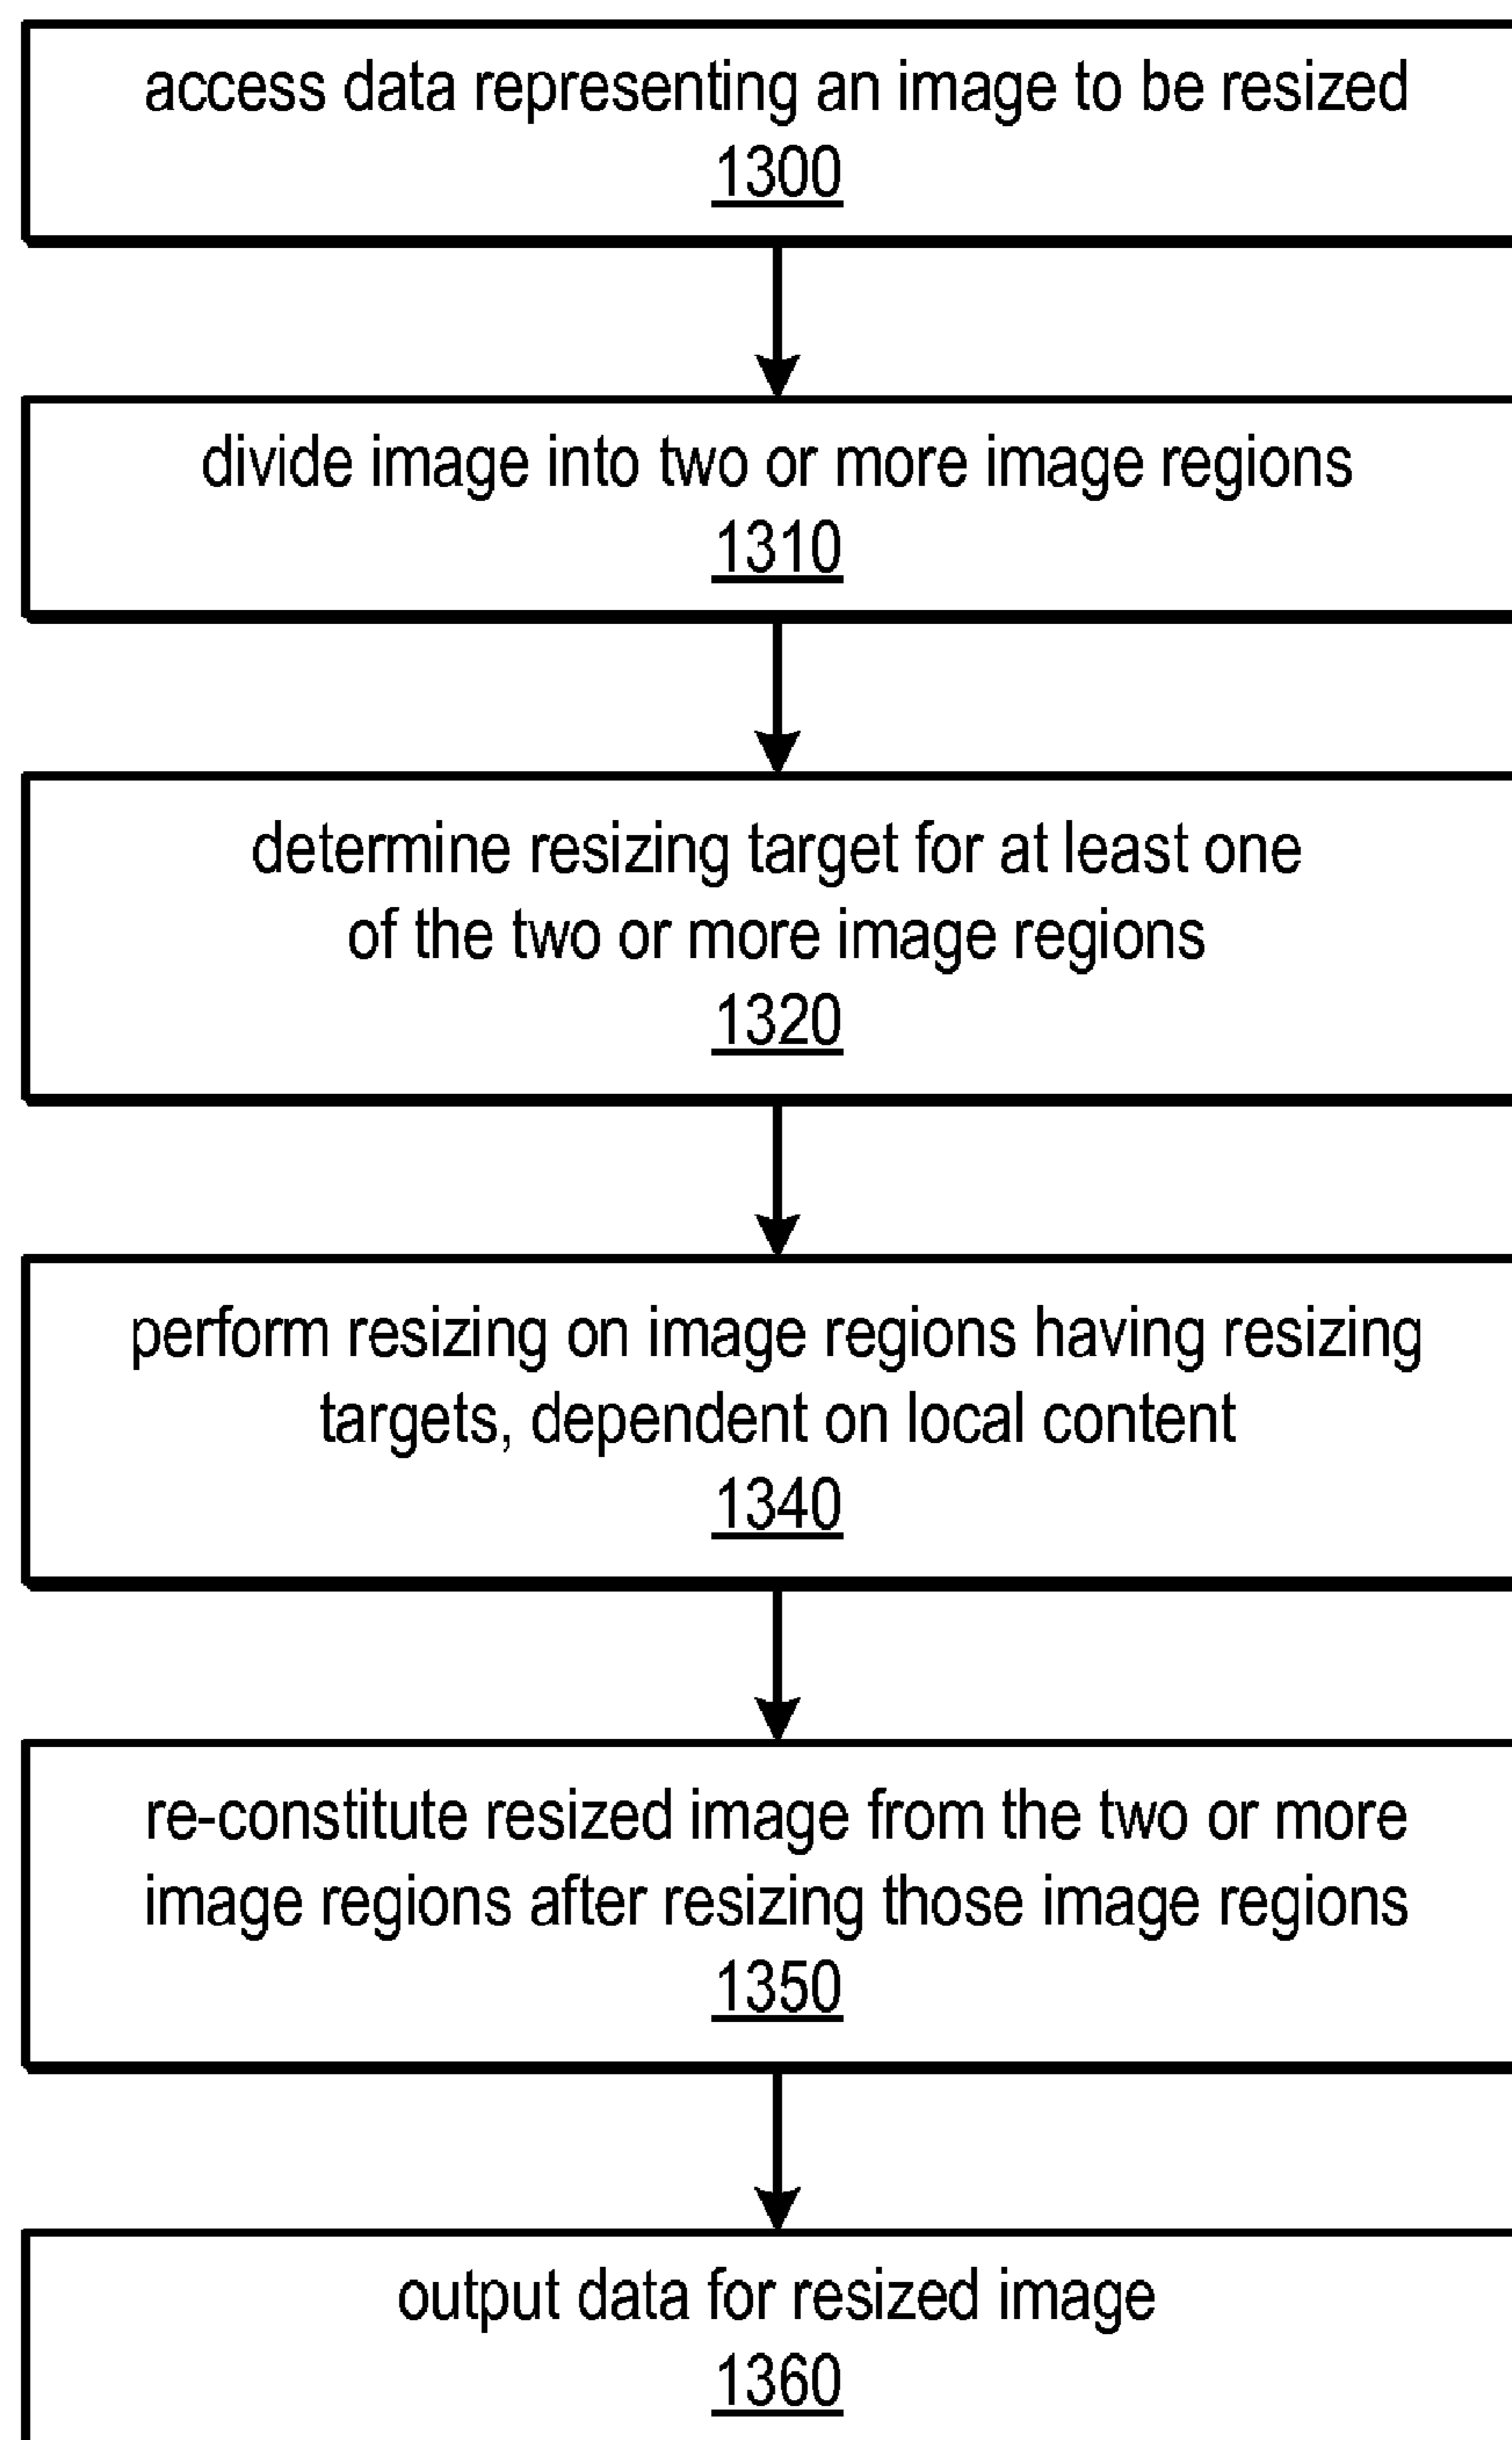 access data representing an image to be resized
1300
divide image into two or more image regions
1310
determine resizing target for at least one
of the two or more image regions
1320
perform resizing on image regions having resizing
targets, dependent on local content
1340
re-constitute resized image from the two or more
image regions after resizing those image regions
1350
output data for resized image
1360